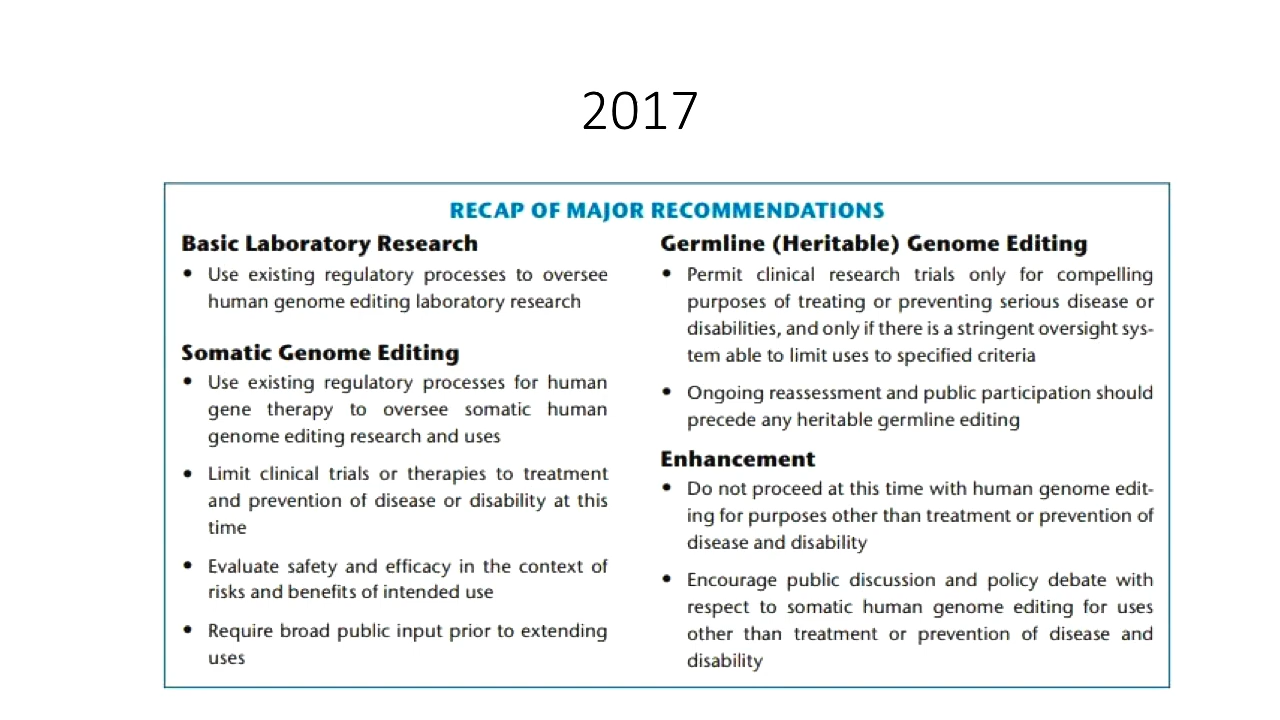 2017
RECAP OF MAJOR RECOMMENDATIONS
Basic Laboratory Research
• Use existing regulatory processes to oversee
human genome editing laboratory research
Somatic Genome Editing
• Use existing regulatory processes for human
gene therapy to oversee somatic human
genome editing research and uses
• Limit clinical trials or therapies to treatment
and prevention of disease or disability at this
time
• Evaluate safety and efficacy in the context of
risks and benefits of intended use
• Require broad public input prior to extending
uses
Germline (Heritable) Genome Editing
• Permit clinical research trials only for compelling
purposes of treating or preventing serious disease or
disabilities, and only if there is a stringent oversight sys-
tem able to limit uses to specified criteria
• Ongoing reassessment and public participation should
precede any heritable germline editing
Enhancement
• Do not proceed at this time with human genome edit-
ing for purposes other than treatment or prevention of
disease and disability
• Encourage public discussion and policy debate with
respect to somatic human genome editing for uses
other than treatment or prevention of disease and
disability